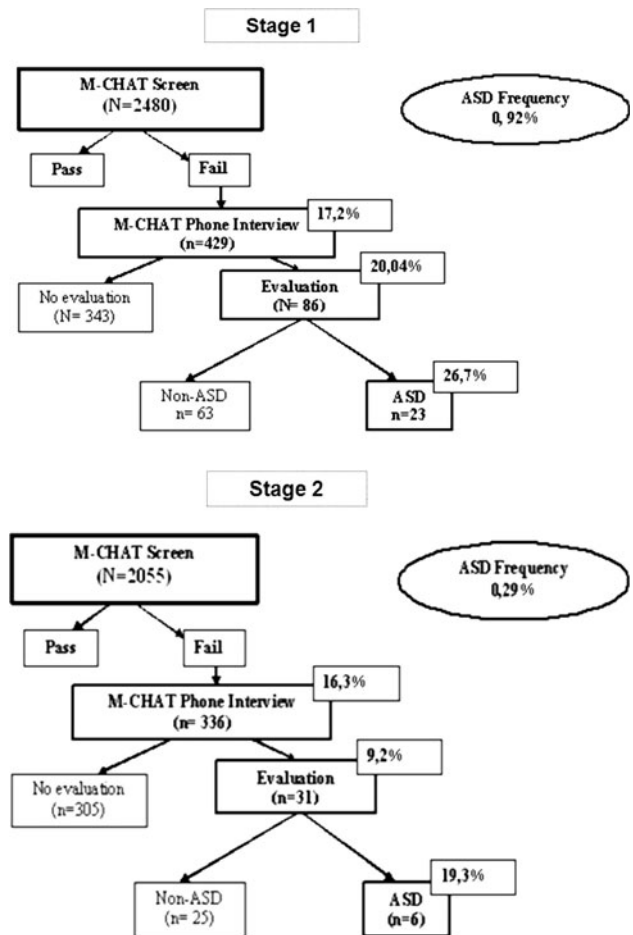 Stage 1
M-CHAT Screen
(N=2480)
ASD Frequency
0, 92%
Pass
Fail
17,2%
M-CHAT Phone Interview
(n=429)
20,04%
No evaluation
(N= 343)
Evaluation
(N= 86)
26,7%
Non-ASD
n= 63
ASD
n=23
Stage 2
M-CHAT Screen
(N=2055)
ASD Frequency
0,29%
Pass
Fail
16,3%
M-CHAT Phone Interview
(n= 336)
9,2%
No evaluation
(n=305)
Evaluation
(n=31)
19,3%
Non-ASD
(n= 25)
ASD
(n=6)